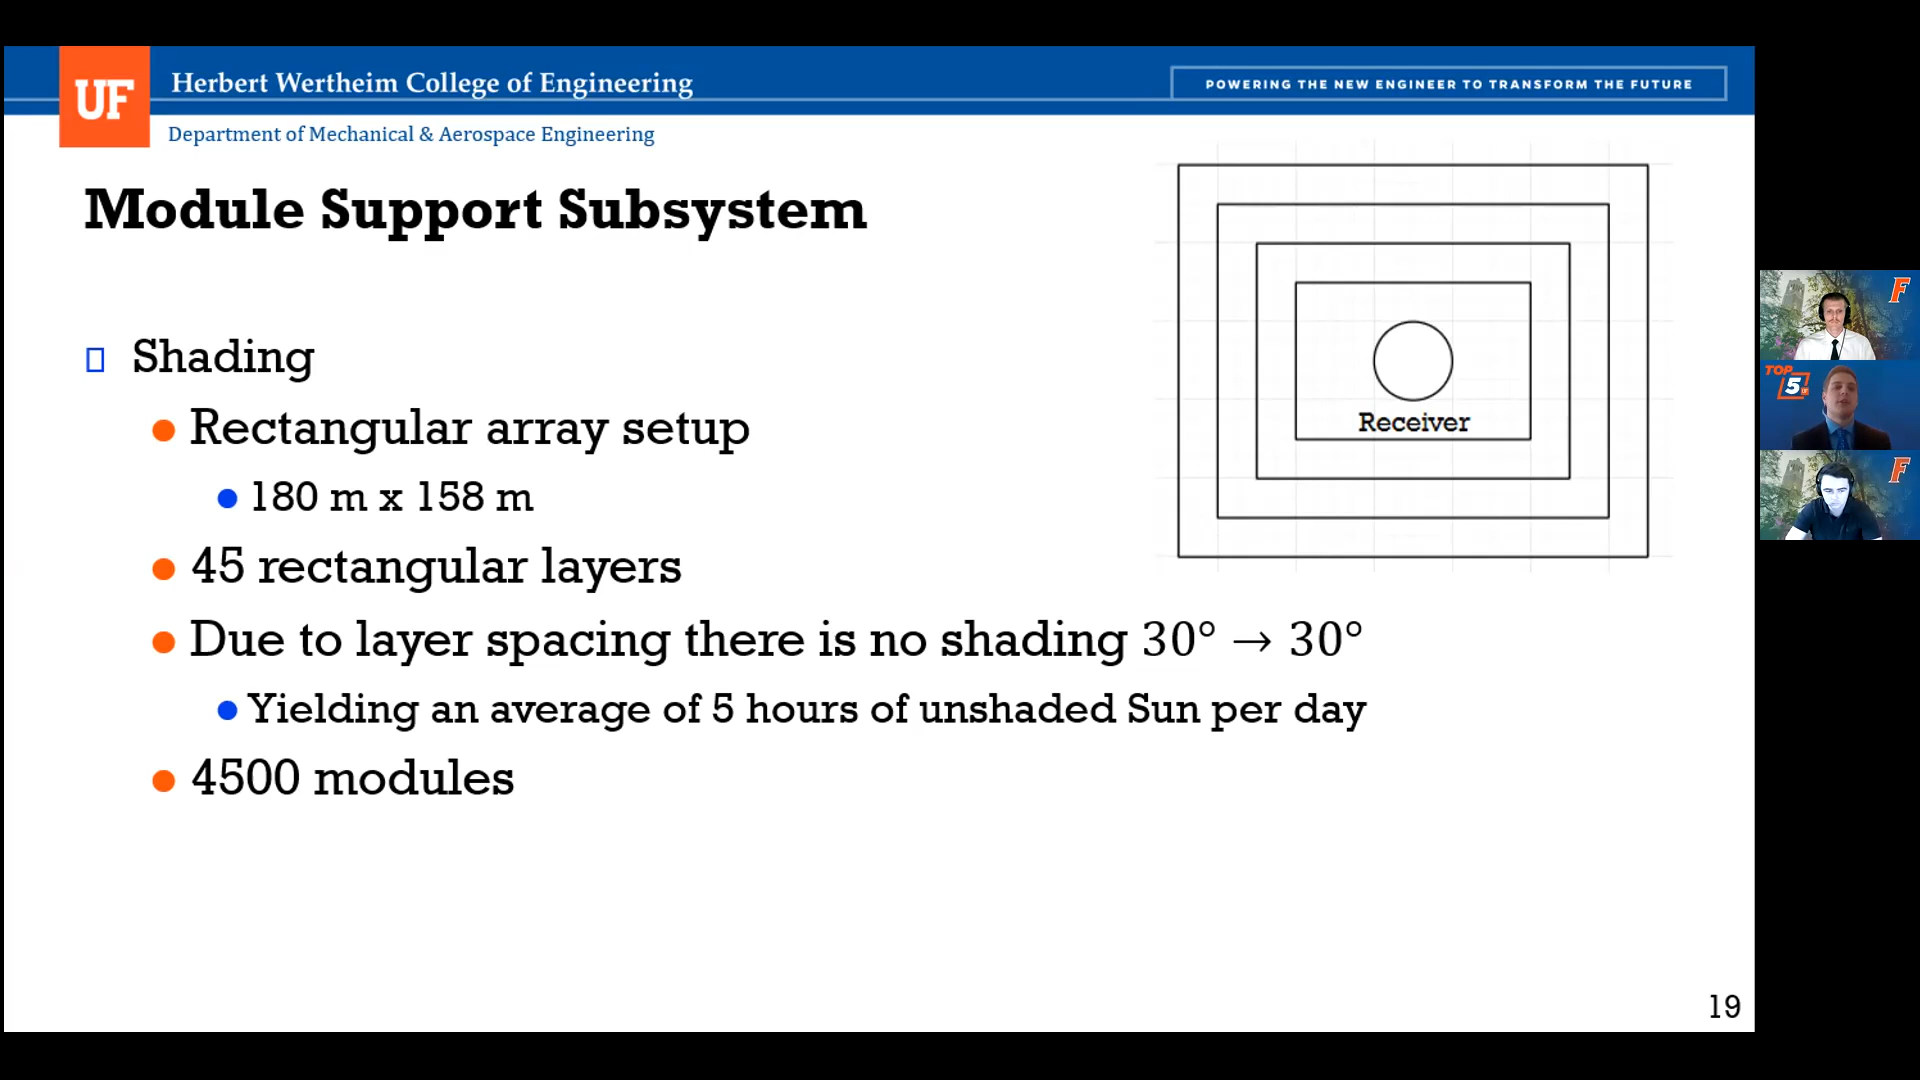 UF
Herbert Wertheim College of Engineering
POWERING THE NEW ENGINEER TO TRANSFORM THE FUTURE
Department of Mechanical & Aerospace Engineering
Module Support Subsystem
Receiver
Shading
Rectangular array setup
180 m x 158 m
45 rectangular layers
Due to layer spacing there is no shading 30° → 30°
Yielding an average of 5 hours of unshaded Sun per day
4500 modules
19
F
TOP
5
F